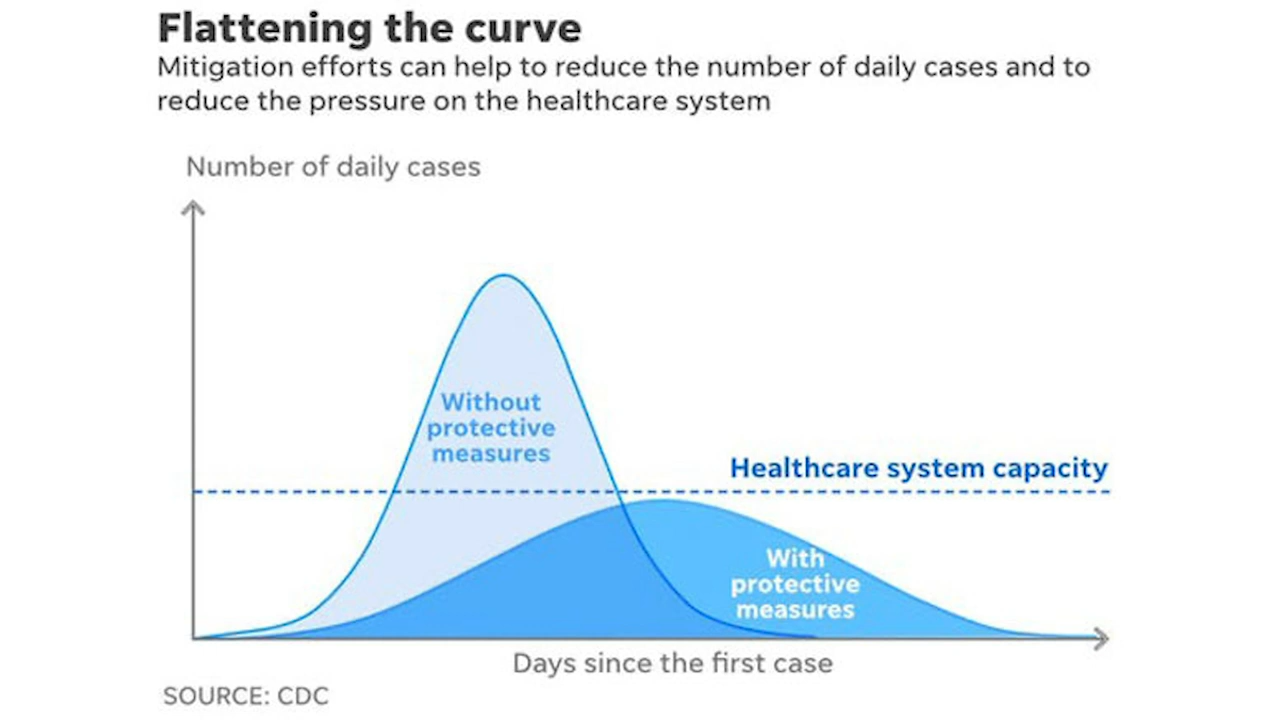 Flattening the curve
Mitigation efforts can help to reduce the number of daily cases and to
reduce the pressure on the healthcare system
Number of daily cases
Without
protective
measures
Healthcare system capacity
With
protective
measures
Days since the first case
SOURCE: CDC